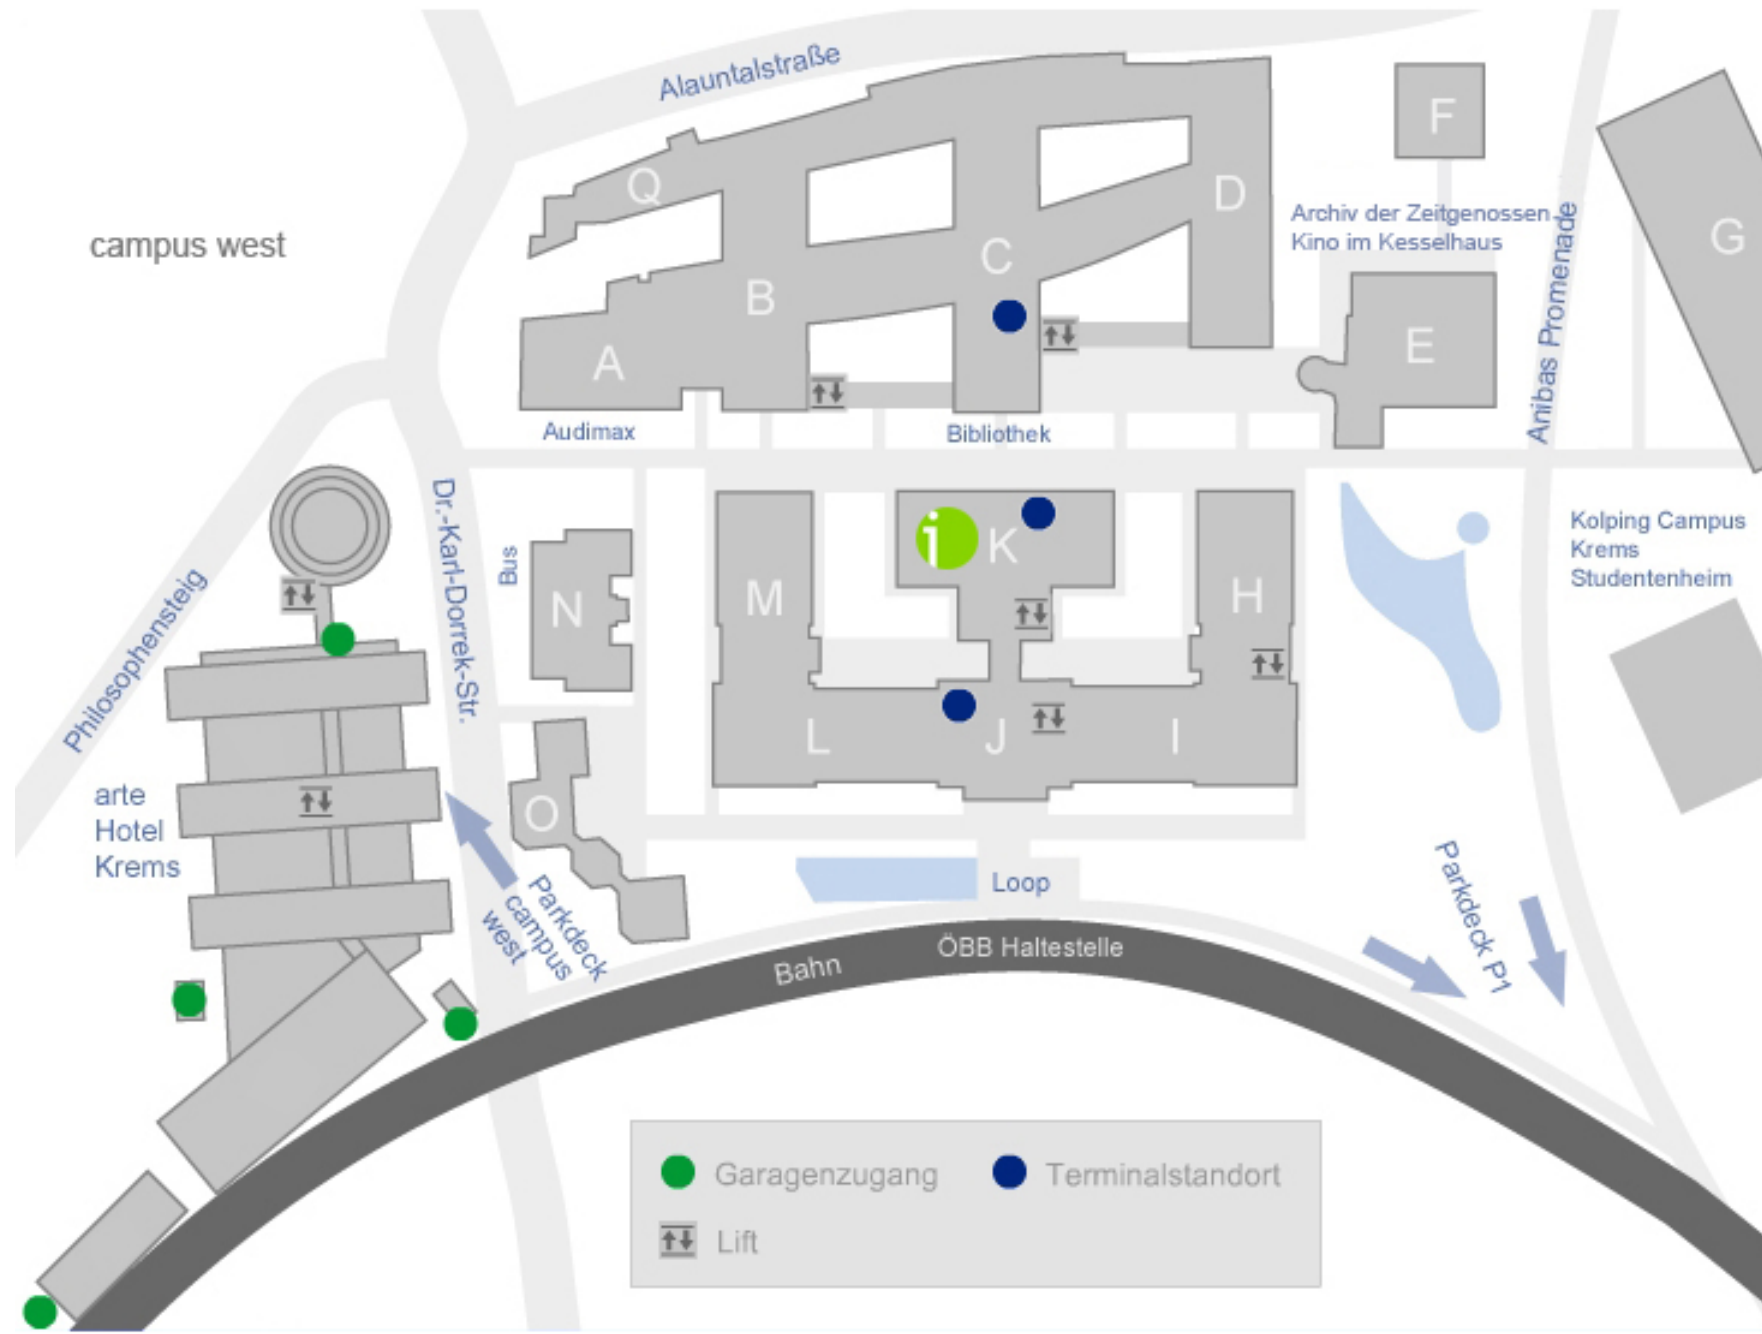 Alauntalstraße
F
Q
D
Archiv der Zeitgenossen
Kino im Kesselhaus
G
campus west
C
B
Anibas Promenade
E
A
Audimax
Bibliothek
Dr.-Karl-Dorrek-Str.
Kolping Campus
Krems
Studentenheim
i
K
Bus
N
M
H
Philosophensteig
L
J
I
arte
Hotel
Krems
O
Parkdeck
campus
west
Loop
Parkdeck P1
ÖBB Haltestelle
Bahn
Garagenzugang
Terminalstandort
Lift